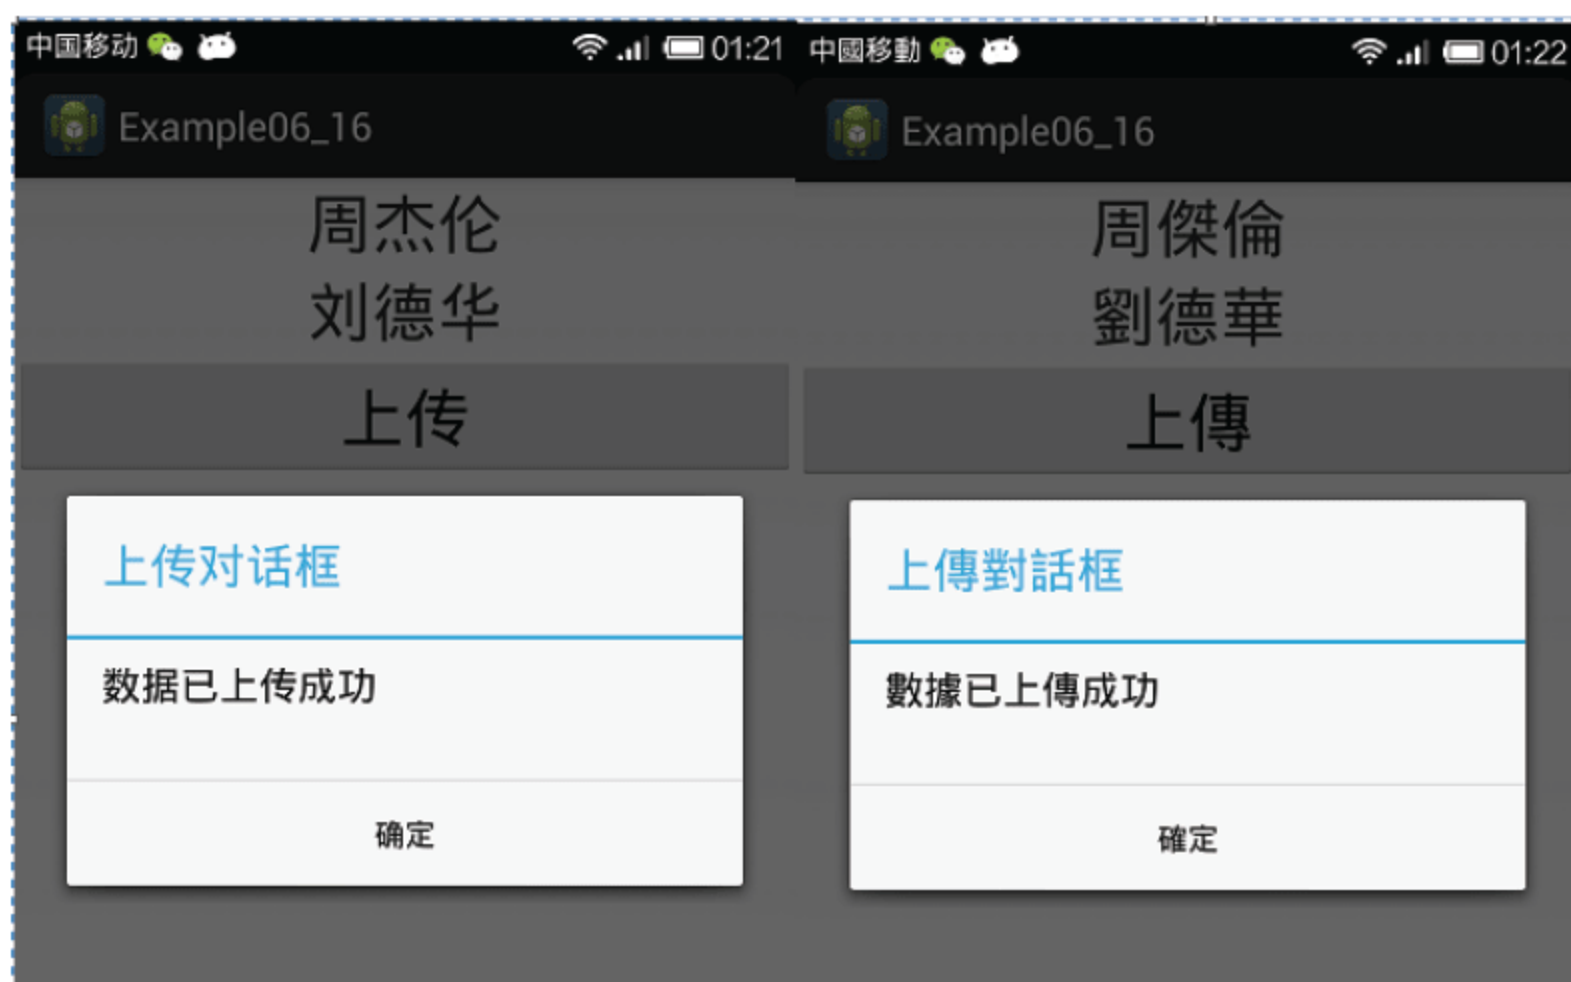 中国移动 01:21
Example06_16
周杰伦
刘德华
上传
上传对话框
数据已上传成功
确定
中國移動 01:22
Example06_16
周傑倫
劉德華
上傳
上傳對話框
數據已上傳成功
確定